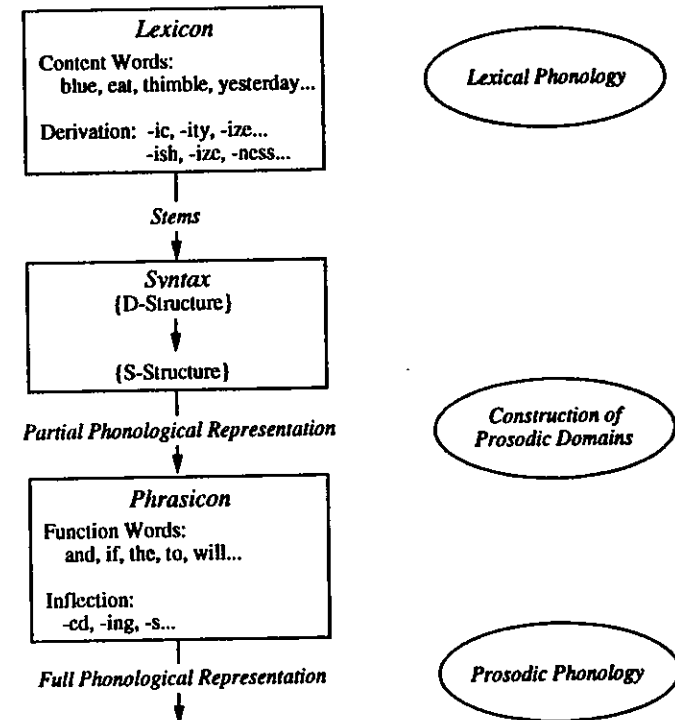 Lexicon
Content Words:
blue, eat, thimble, yesterday...
Derivation: -ic, -ity, -ize...
-ish, -ize, -ness...
Lexical Phonology
Stems
Syntax
{D-Structure}
{S-Structure}
Partial Phonological Representation
Construction of
Prosodic Domains
Phrasicon
Function Words:
and, if, the, to, will...
Inflection:
-ed, -ing, -s...
Full Phonological Representation
Prosodic Phonology